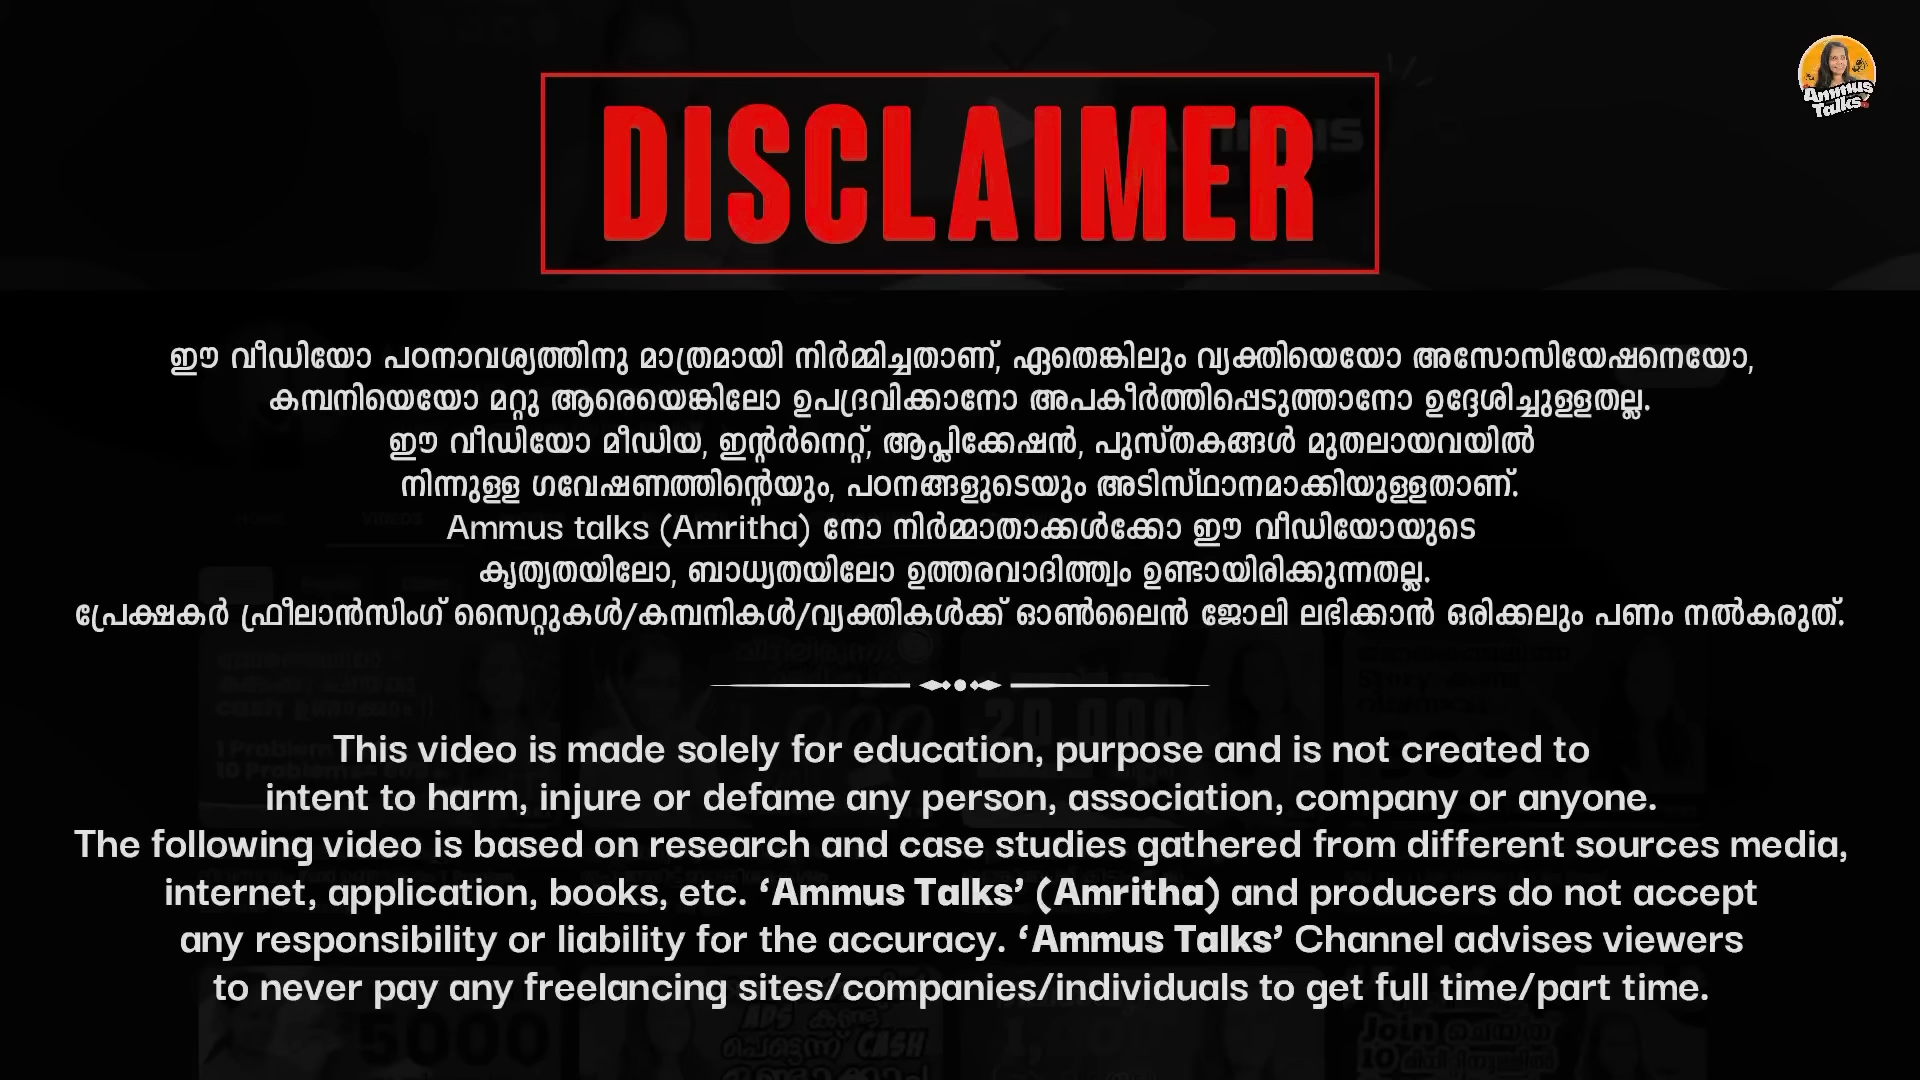 Ammus
Talks
DISCLAIMER
ഈ വീഡിയോ പഠനാവശ്യത്തിനു മാത്രമായി നിർമ്മിച്ചതാണ്, ഏതെങ്കിലും വ്യക്തിയെയോ അസോസിയേഷനെയോ,
കമ്പനിയെയോ മറ്റു ആരെയെങ്കിലോ ഉപദ്രവിക്കാനോ അപകീർത്തിപ്പെടുത്താനോ ഉദ്ദേശിച്ചുള്ളതല്ല.
ഈ വീഡിയോ മീഡിയ, ഇന്റർനെറ്റ്, ആപ്ലിക്കേഷൻ, പുസ്തകങ്ങൾ മുതലായവയിൽ
നിന്നുള്ള ഗവേഷണത്തിന്റെയും, പഠനങ്ങളുടെയും അടിസ്ഥാനമാക്കിയുള്ളതാണ്.
Ammus talks (Amritha) നോ നിർമ്മാതാക്കൾക്കോ ഈ വീഡിയോയുടെ
കൃത്യതയിലോ, ബാധ്യതയിലോ ഉത്തരവാദിത്ത്വം ഉണ്ടായിരിക്കുന്നതല്ല.
പ്രേക്ഷകർ ഫ്രീലാൻസിംഗ് സൈറ്റുകൾ/കമ്പനികൾ/വ്യക്തികൾക്ക് ഓൺലൈൻ ജോലി ലഭിക്കാൻ ഒരിക്കലും പണം നൽകരുത്.
This video is made solely for education, purpose and is not created to
intent to harm, injure or defame any person, association, company or anyone.
The following video is based on research and case studies gathered from different sources media,
internet, application, books, etc. ‘Ammus Talks’ (Amritha) and producers do not accept
any responsibility or liability for the accuracy. ‘Ammus Talks’ Channel advises viewers
to never pay any freelancing sites/companies/individuals to get full time/part time.
5000